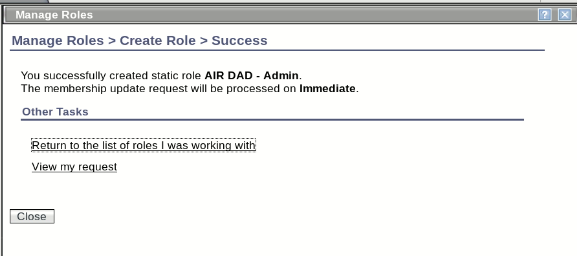 Manage Roles
?
Manage Roles > Create Role > Success
You successfully created static role AIR DAD - Admin.
The membership update request will be processed on Immediate.
Other Tasks
Return to the list of roles I was working with
View my request
Close